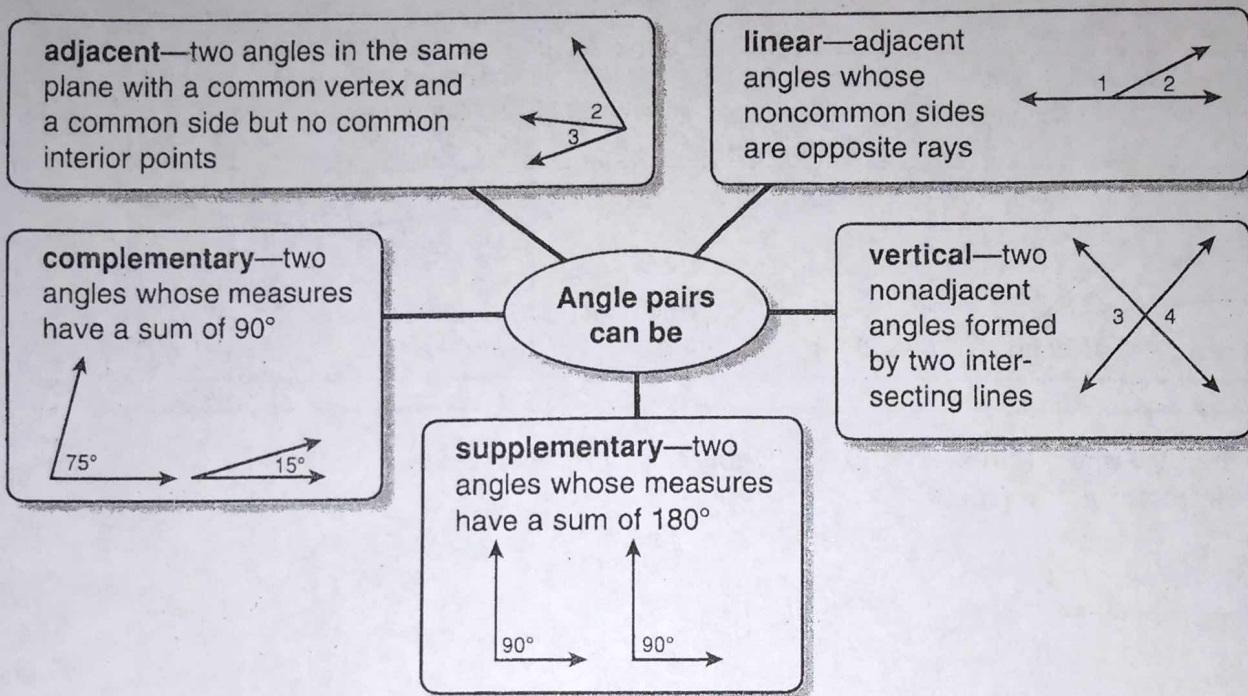 adjacent—two angles in the same
plane with a common vertex and
a common side but no common
interior points
2
3
linear—adjacent
angles whose
noncommon sides
are opposite rays
1
2
complementary—two
angles whose measures
have a sum of 90°
75°
15°
Angle pairs
can be
vertical—two
nonadjacent
angles formed
by two inter-
secting lines
3
4
supplementary—two
angles whose measures
have a sum of 180°
90°
90°